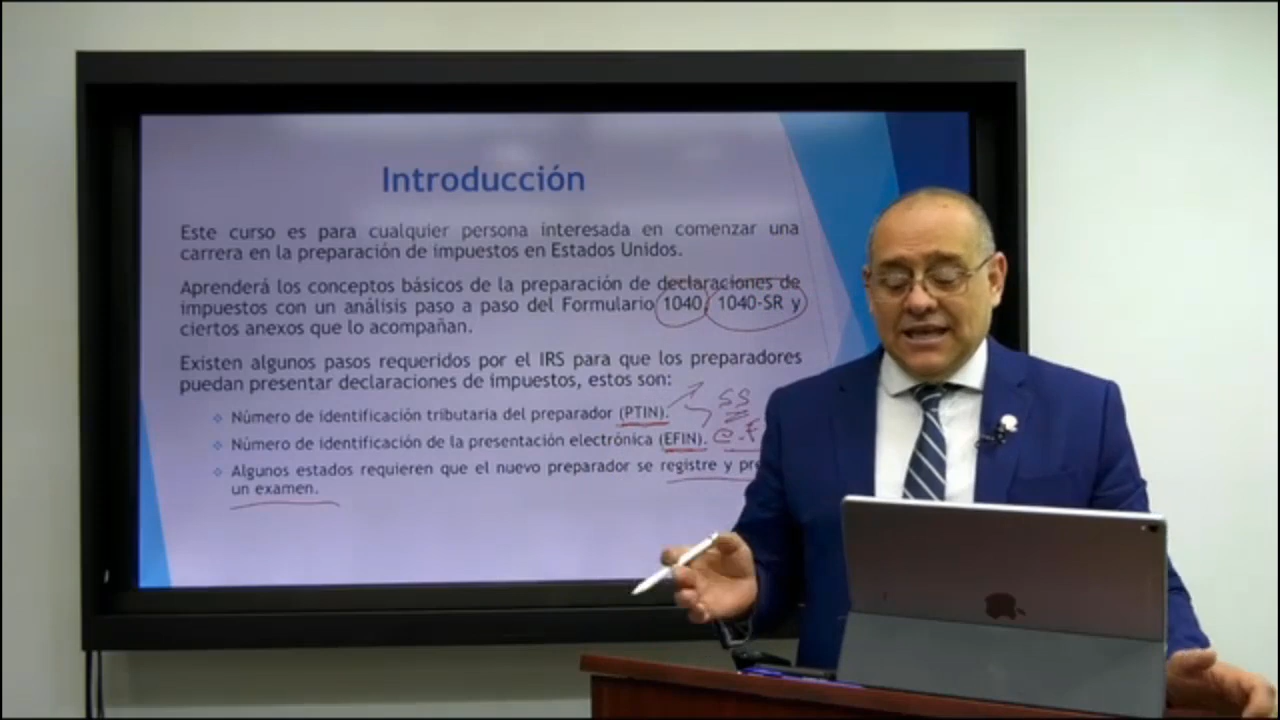 Introducción
Este curso es para cualquier persona interesada en comenzar una
carrera en la preparación de impuestos en Estados Unidos.
Aprenderá los conceptos básicos de la preparación de declaraciones de
impuestos con un análisis paso a paso del Formulario 1040, 1040-SR y
ciertos anexos que lo acompañan.
Existen algunos pasos requeridos por el IRS para que los preparadores
puedan presentar declaraciones de impuestos, estos son:
SS
Número de identificación tributaria del preparador (PTIN).
Número de identificación de la presentación electrónica (EFIN). e-F
Algunos estados requieren que el nuevo preparador se registre y
un examen.